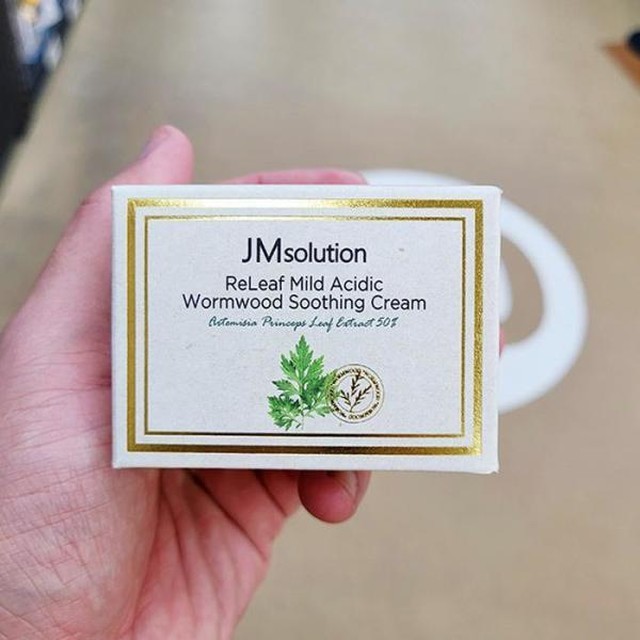 JMsolution
ReLeaf Mild Acidic
Wormwood Soothing Cream
Artemisia Princeps Leaf Extract 50%